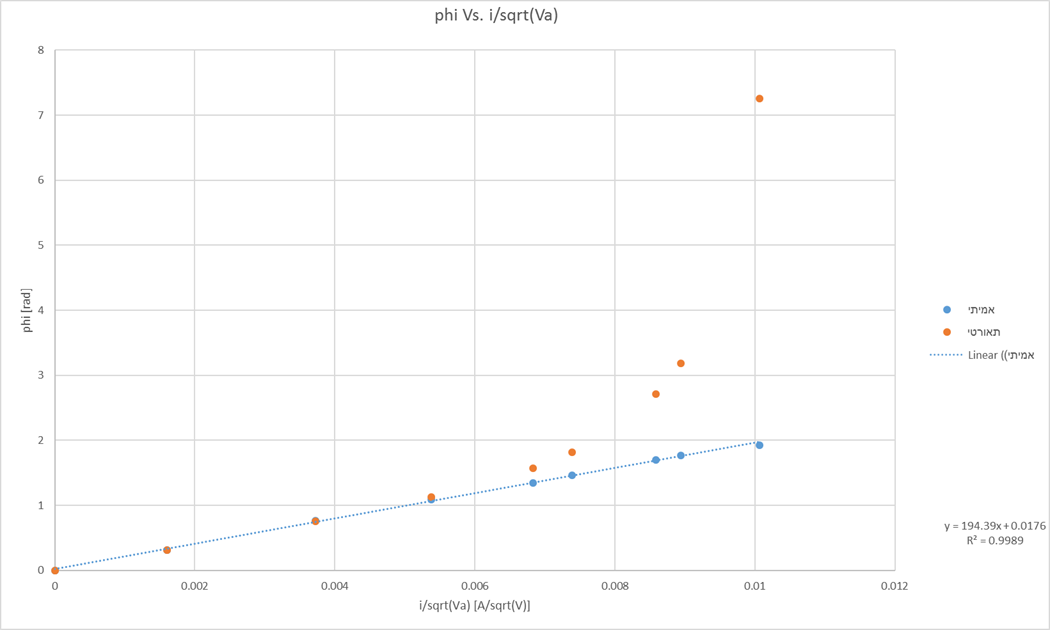 phi Vs. i/sqrt(Va)
8
7
6
5
4
3
2
1
0
phi [rad]
0
0.002
0.004
0.006
0.008
0.01
0.012
i/sqrt(Va) [A/sqrt(V)]
אמיתי
תאורטי
Linear ((אמיתי
y = 194.39x + 0.0176
R² = 0.9989